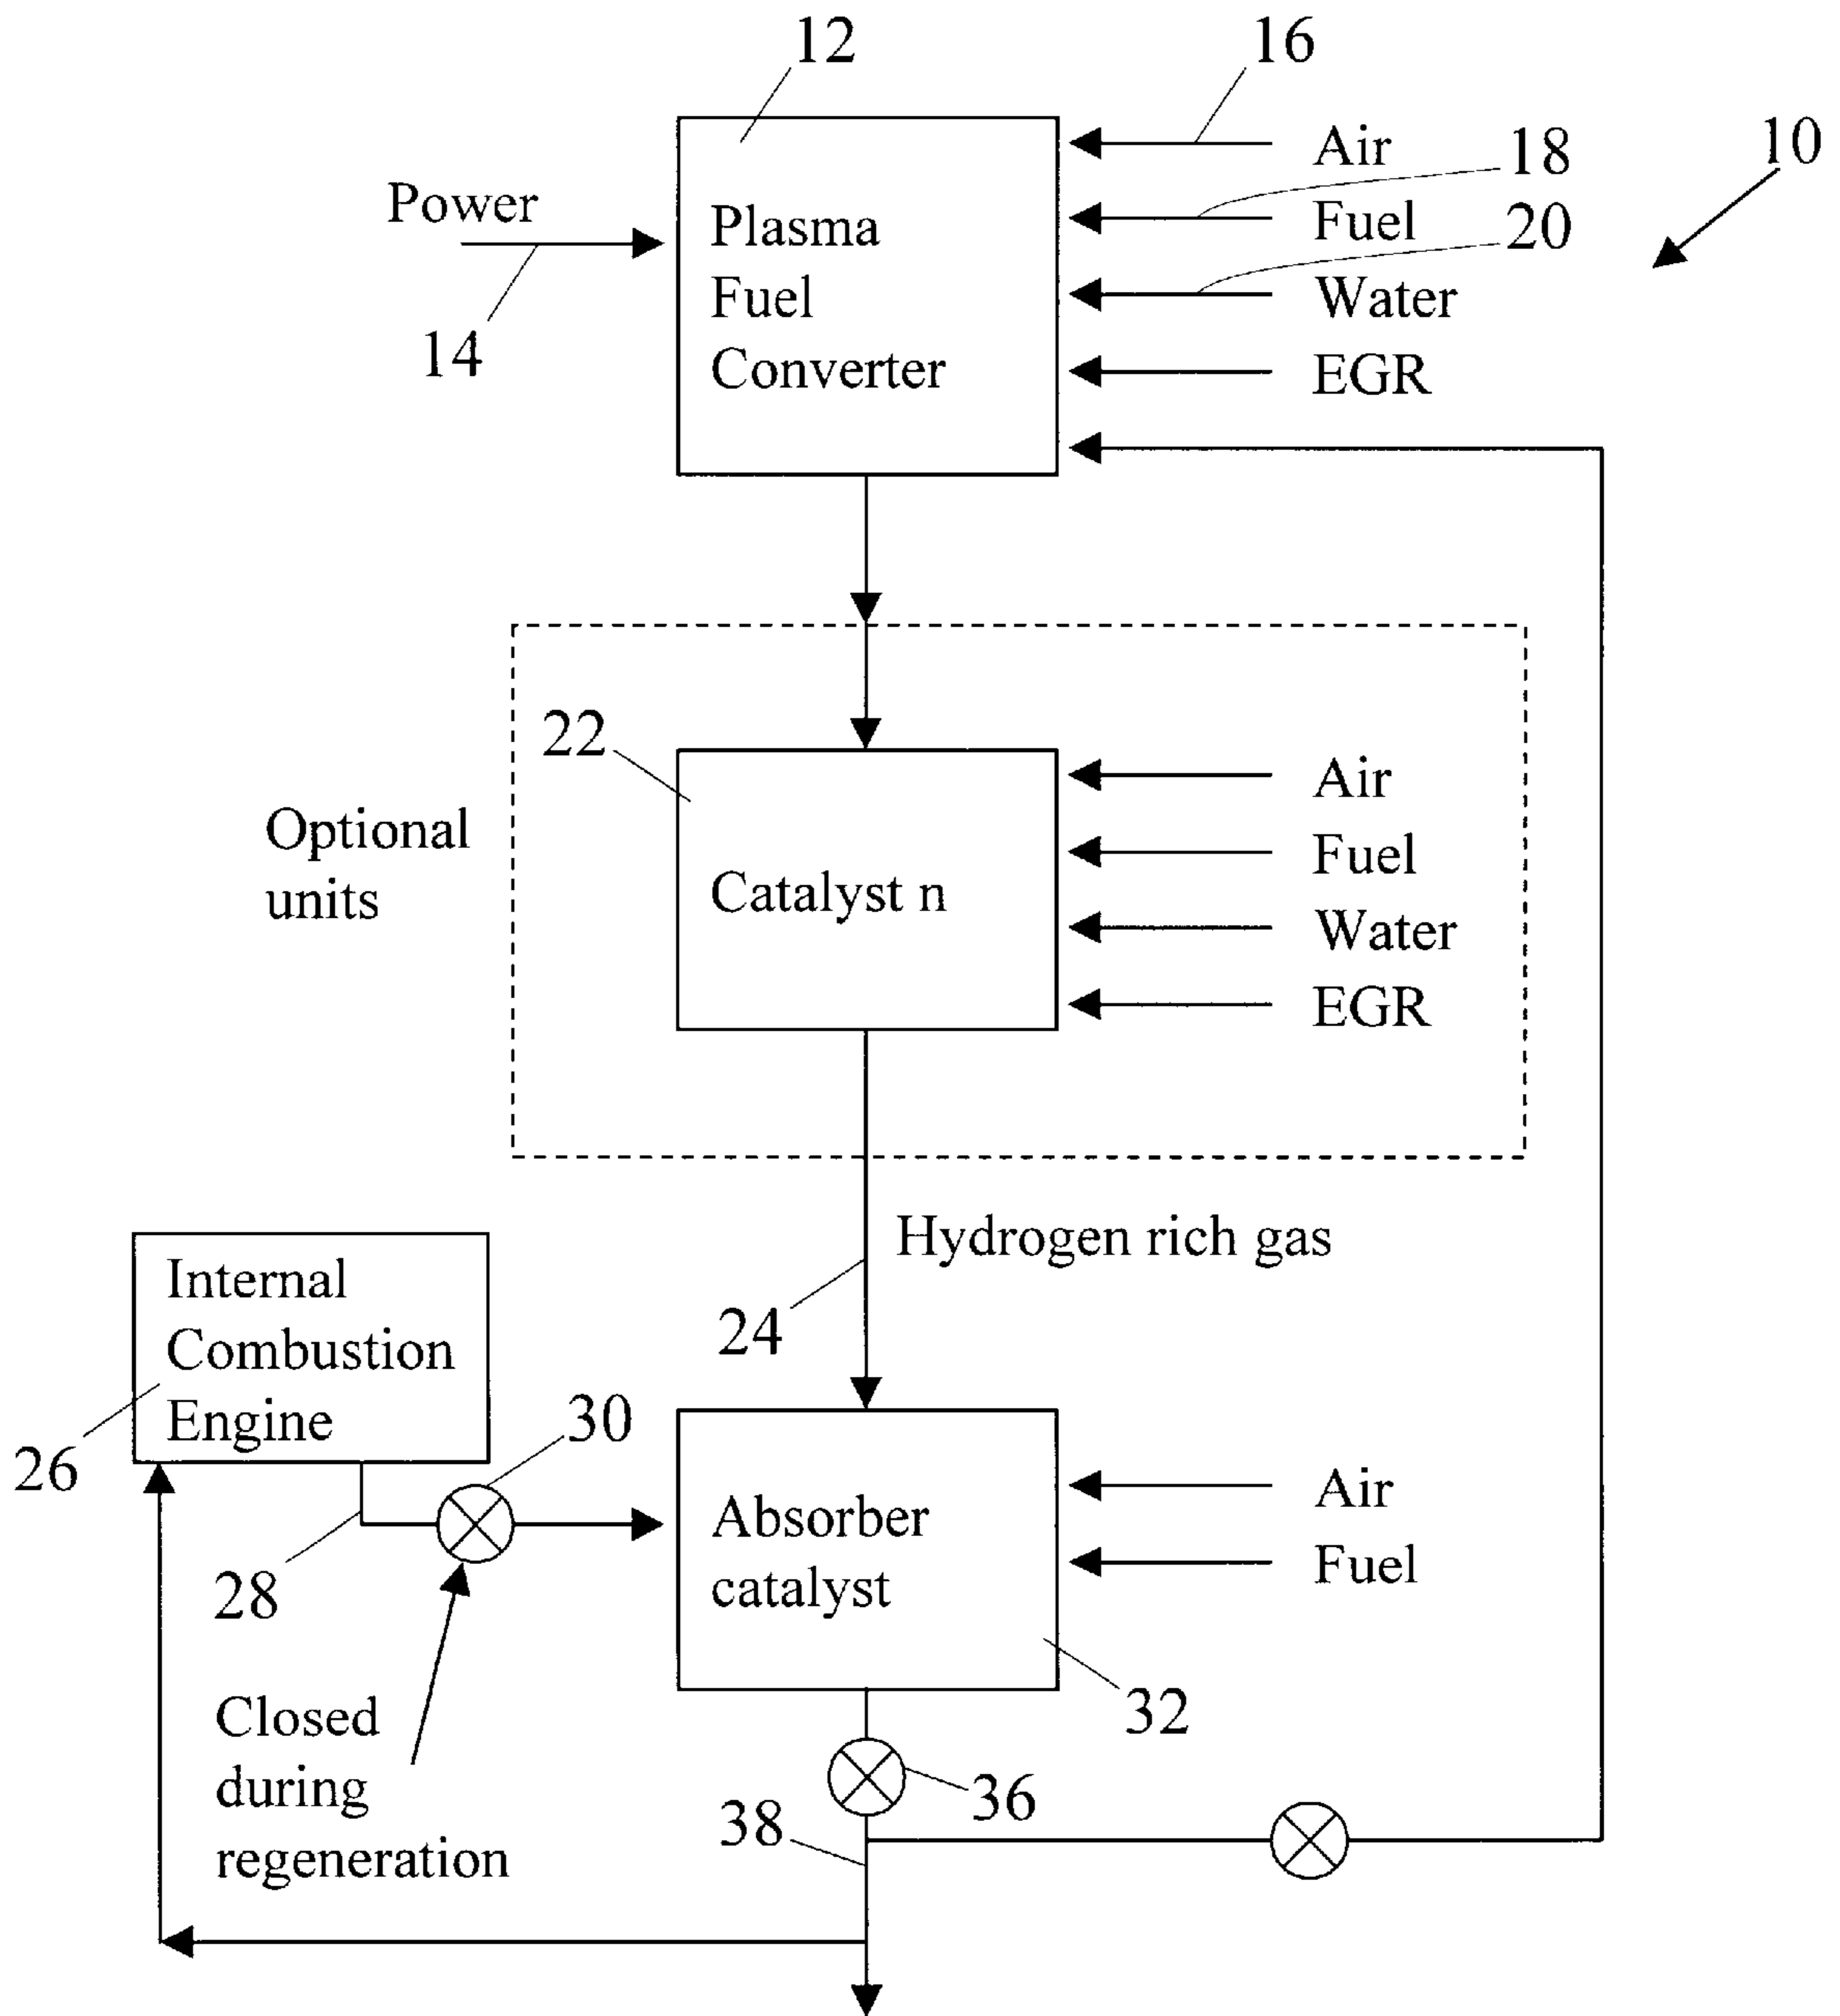 12
16
Air
10
18
Power
Plasma
Fuel
Converter
Fuel
20
Water
14
EGR
22
Air
Optional
units
Catalyst n
Fuel
Water
EGR
Hydrogen rich gas
24
Internal
Combustion
Engine
26
30
Air
Absorber
catalyst
Fuel
28
Closed
during
regeneration
32
36
38